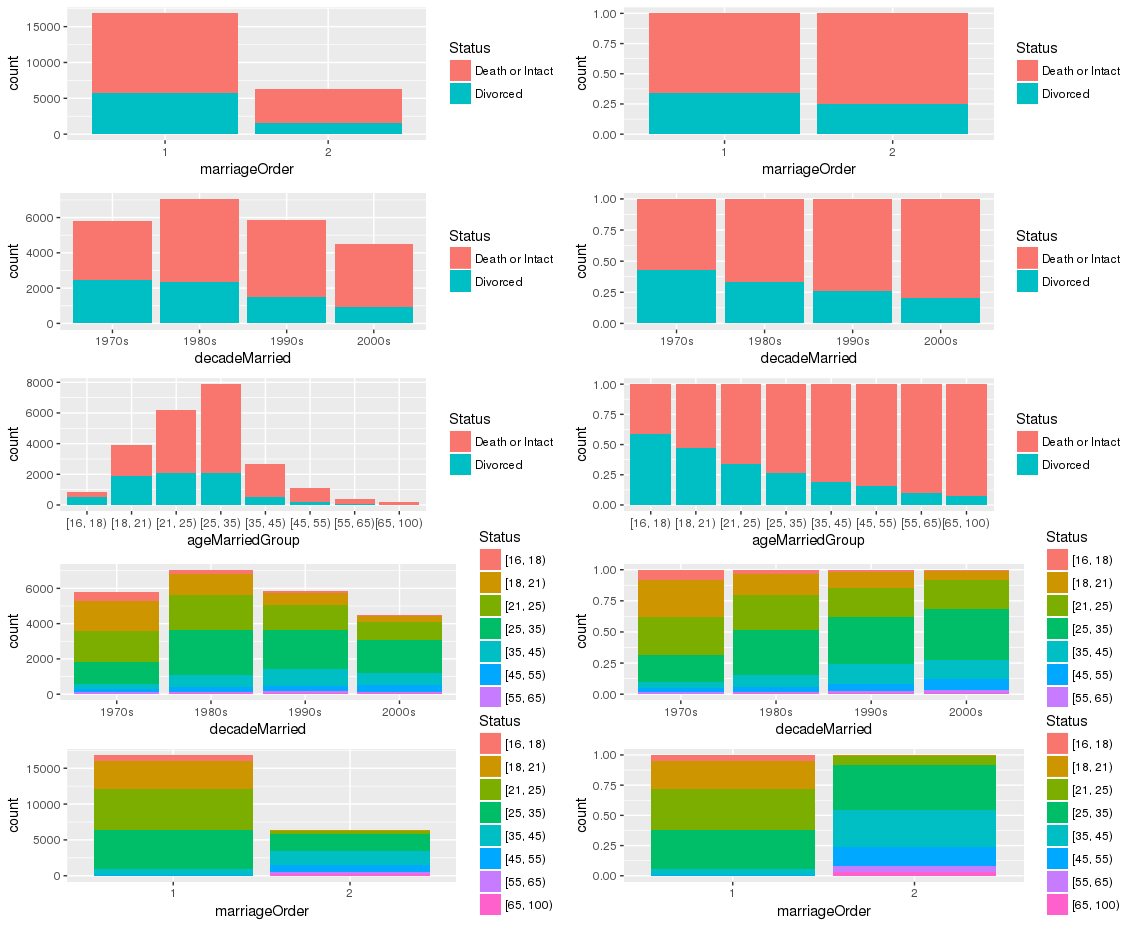 count
15000
10000
5000
0
1
2
marriageOrder
Status
Death or Intact
Divorced
count
1.00
0.75
0.50
0.25
0.00
1
2
marriageOrder
Status
Death or Intact
Divorced
count
6000
4000
2000
0
1970s
1980s
1990s
2000s
decadeMarried
Status
Death or Intact
Divorced
count
1.00
0.75
0.50
0.25
0.00
1970s
1980s
1990s
2000s
decadeMarried
Status
Death or Intact
Divorced
count
8000
6000
4000
2000
0
[16, 18)
[18, 21)
[21, 25)
[25, 35)
[35, 45)
[45, 55)
[55, 65)
[65, 100)
ageMarriedGroup
Status
Death or Intact
Divorced
count
1.00
0.75
0.50
0.25
0.00
[16, 18)
[18, 21)
[21, 25)
[25, 35)
[35, 45)
[45, 55)
[55, 65)
[65, 100)
ageMarriedGroup
Status
Death or Intact
Divorced
count
6000
4000
2000
0
1970s
1980s
1990s
2000s
decadeMarried
Status
[16, 18)
[18, 21)
[21, 25)
[25, 35)
[35, 45)
[45, 55)
[55, 65)
count
1.00
0.75
0.50
0.25
0.00
1970s
1980s
1990s
2000s
decadeMarried
Status
[16, 18)
[18, 21)
[21, 25)
[25, 35)
[35, 45)
[45, 55)
[55, 65)
count
15000
10000
5000
0
1
2
marriageOrder
Status
[16, 18)
[18, 21)
[21, 25)
[25, 35)
[35, 45)
[45, 55)
[55, 65)
[65, 100)
count
1.00
0.75
0.50
0.25
0.00
1
2
marriageOrder
Status
[16, 18)
[18, 21)
[21, 25)
[25, 35)
[35, 45)
[45, 55)
[55, 65)
[65, 100)